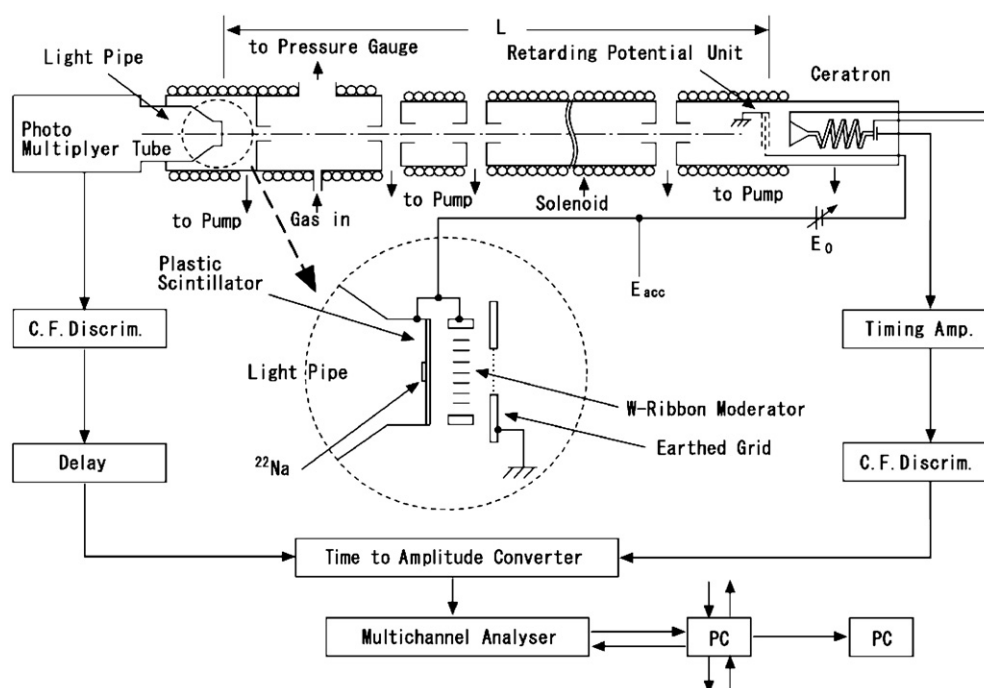 L
to Pressure Gauge
Retarding Potential Unit
Light Pipe
Ceratron
Photo
Multiplyer Tube
to Pump
Gas in
to Pump
Solenoid
to Pump
E₀
Plastic
Scintillator
E_acc
C.F.Discrim.
Timing Amp.
Light Pipe
W-Ribbon Moderator
Earthed Grid
²²Na
Delay
C.F.Discrim.
Time to Amplitude Converter
Multichannel Analyser
PC
PC